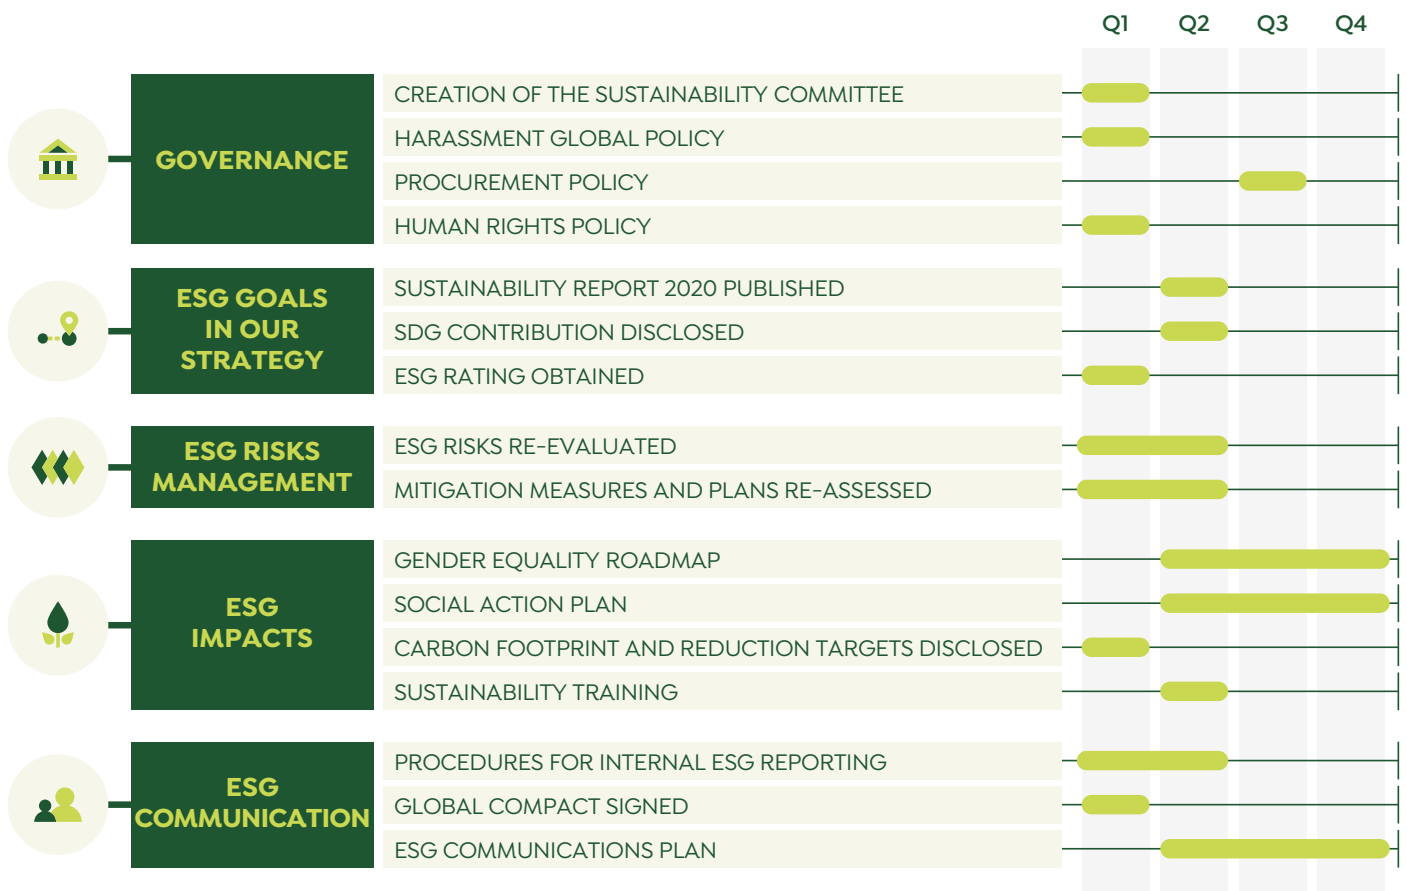 Q1 Q2 Q3 Q4
GOVERNANCE
CREATION OF THE SUSTAINABILITY COMMITTEE
HARASSMENT GLOBAL POLICY
PROCUREMENT POLICY
HUMAN RIGHTS POLICY
ESG GOALS
IN OUR
STRATEGY
SUSTAINABILITY REPORT 2020 PUBLISHED
SDG CONTRIBUTION DISCLOSED
ESG RATING OBTAINED
ESG RISKS
MANAGEMENT
ESG RISKS RE-EVALUATED
MITIGATION MEASURES AND PLANS RE-ASSESSED
ESG
IMPACTS
GENDER EQUALITY ROADMAP
SOCIAL ACTION PLAN
CARBON FOOTPRINT AND REDUCTION TARGETS DISCLOSED
SUSTAINABILITY TRAINING
ESG
COMMUNICATION
PROCEDURES FOR INTERNAL ESG REPORTING
GLOBAL COMPACT SIGNED
ESG COMMUNICATIONS PLAN